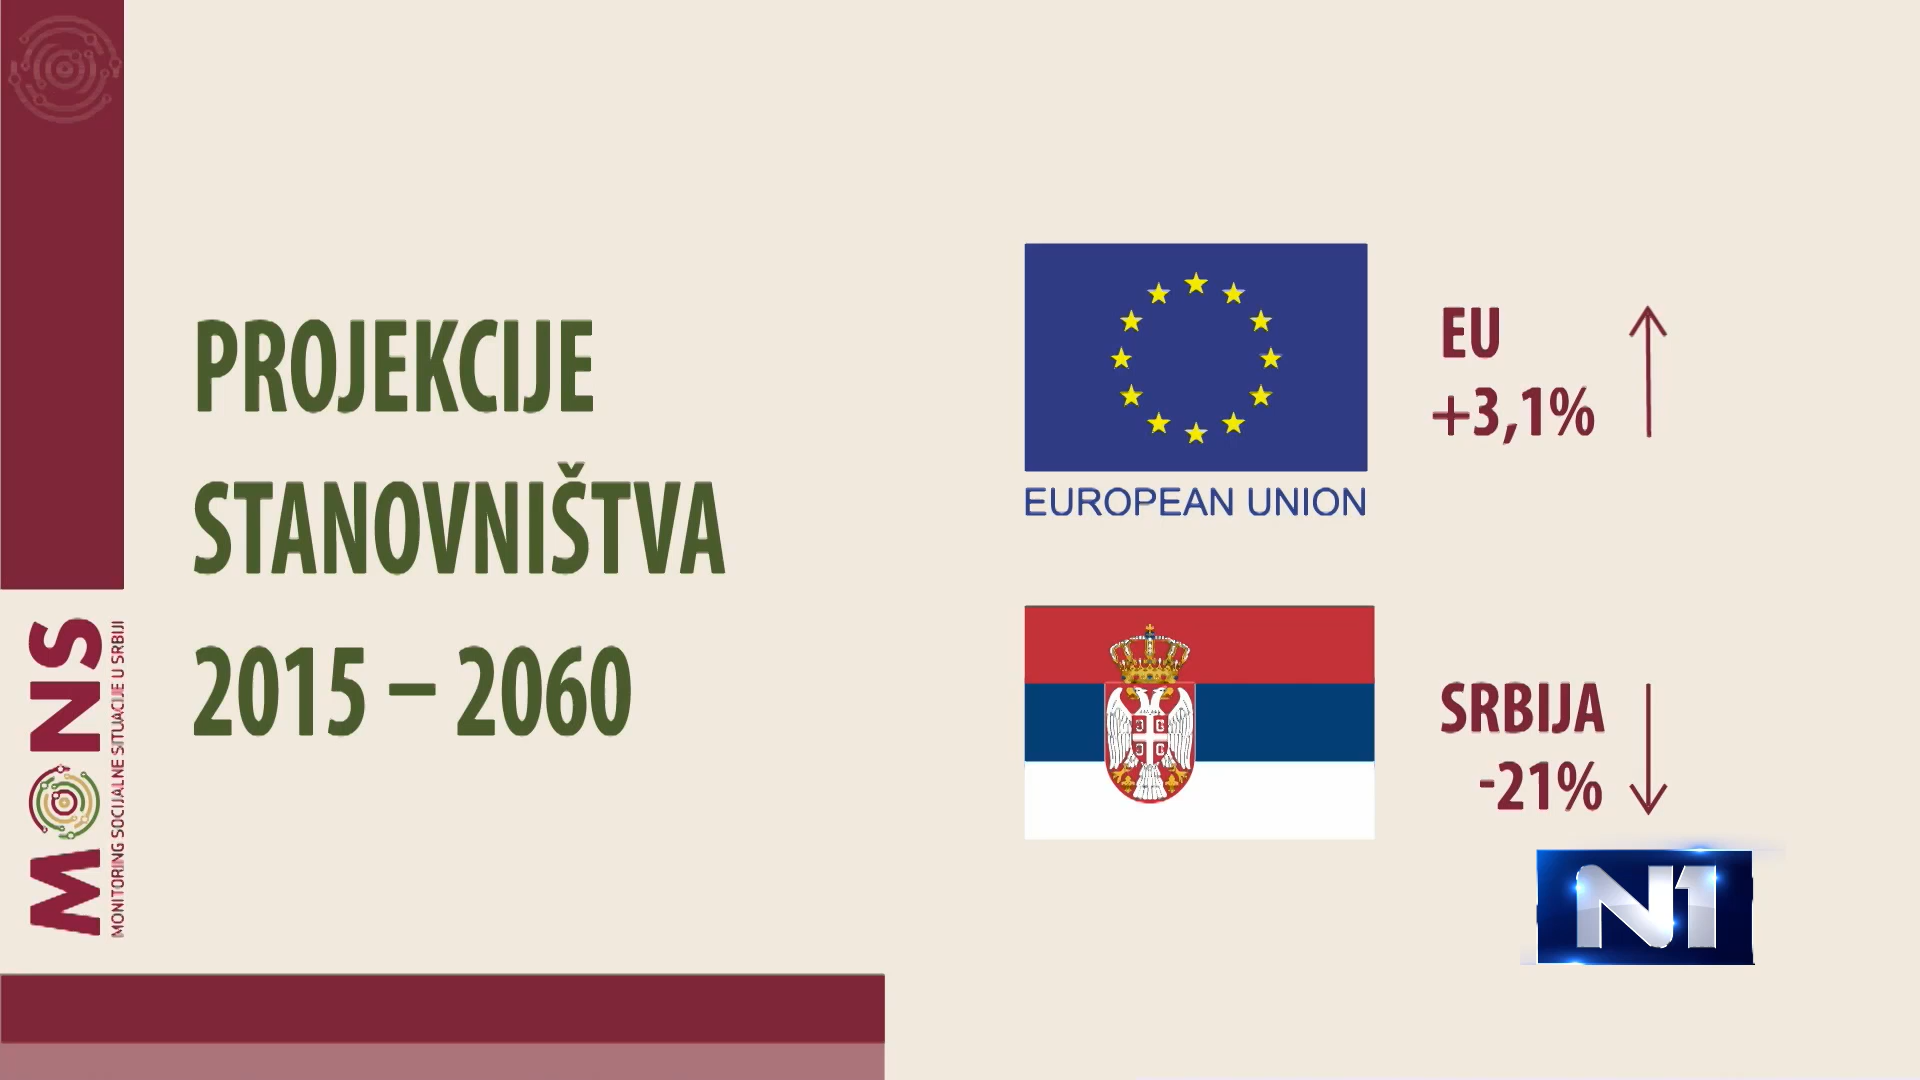 PROJEKCIJE
STANOVNIŠTVA
2015 – 2060
EUROPEAN UNION
EU
+3,1%
SRBIJA
-21%
N1
MONS
MONITORING SOCIJALNE SITUACIJE U SRBIJI